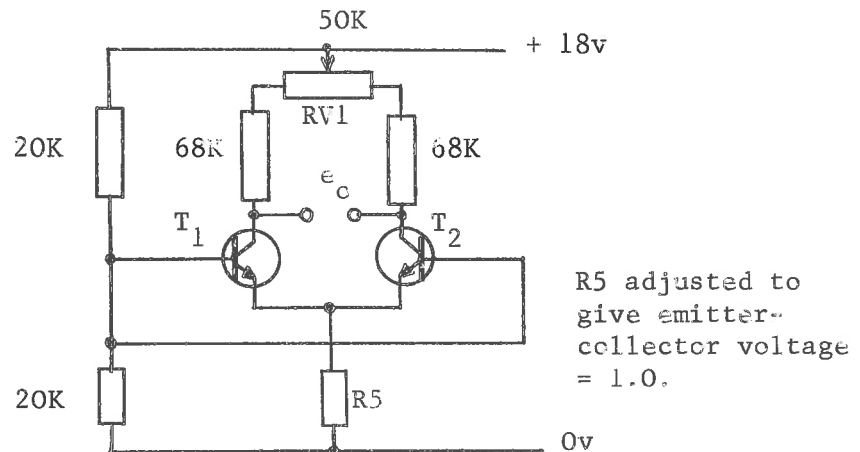 50K
+ 18v
RV1
20K
68K
68K
e
o
T
1
T
2
R5 adjusted to
give emitter-
collector voltage
= 1.0.
20K
R5
0v